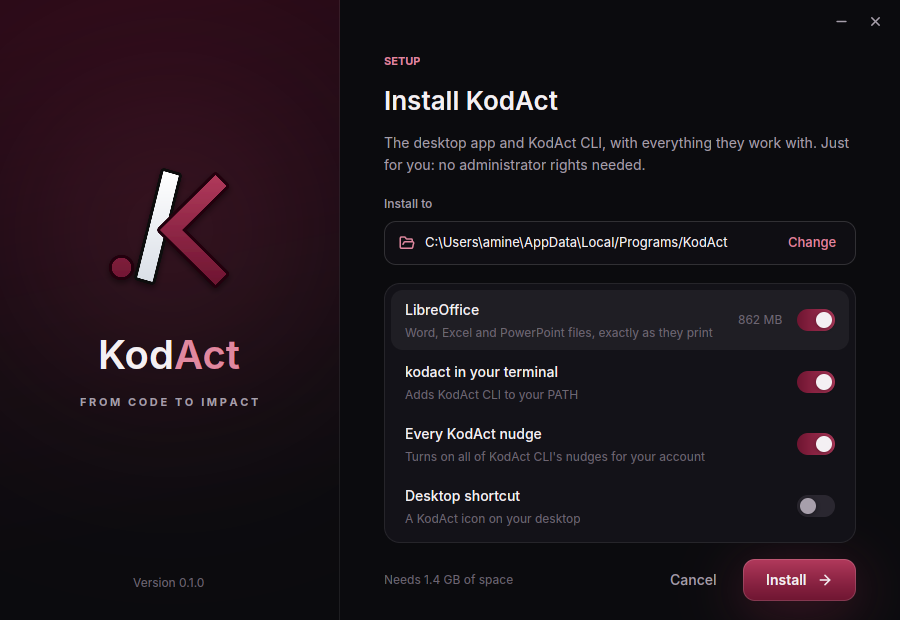 SETUP
Install KodAct
The desktop app and KodAct CLI, with everything they work with. Just
for you: no administrator rights needed.
Install to
C:\Users\amine\AppData\Local/Programs/KodAct
Change
LibreOffice
Word, Excel and PowerPoint files, exactly as they print
862 MB
kodact in your terminal
Adds KodAct CLI to your PATH
Every KodAct nudge
Turns on all of KodAct CLI's nudges for your account
Desktop shortcut
A KodAct icon on your desktop
Needs 1.4 GB of space
Cancel
Install
KodAct
FROM CODE TO IMPACT
Version 0.1.0